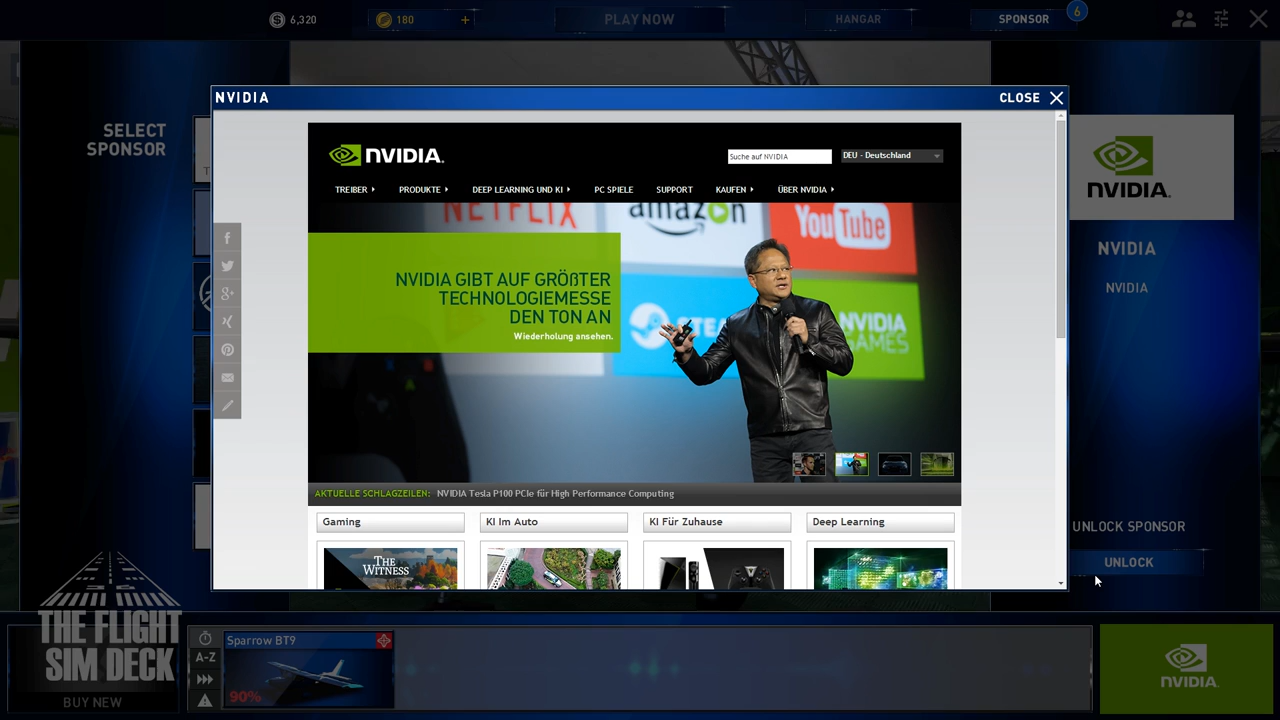 6,320
180
+
PLAY NOW
HANGAR
SPONSOR
6
SELECT
SPONSOR
T
NVIDIA
CLOSE
NVIDIA.
Suche auf NVIDIA
DEU - Deutschland
TREIBER
PRODUKTE
DEEP LEARNING UND KI
PC SPIELE
SUPPORT
KAUFEN
ÜBER NVIDIA
NETFLIX
amazon
YouTube
NVIDIA GIBT AUF GRÖßTER
TECHNOLOGIEMESSE
DEN TON AN
Wiederholung ansehen.
STEA
NVIDIA
GAMES
AKTUELLE SCHLAGZEILEN:
NVIDIA Tesla P100 PCIe für High Performance Computing
Gaming
KI Im Auto
KI Für Zuhause
Deep Learning
THE
WITNESS
NVIDIA.
NVIDIA
NVIDIA
UNLOCK SPONSOR
UNLOCK
THE FLIGHT
SIM DECK
BUY NEW
A-Z
Sparrow BT9
90%
NVIDIA.